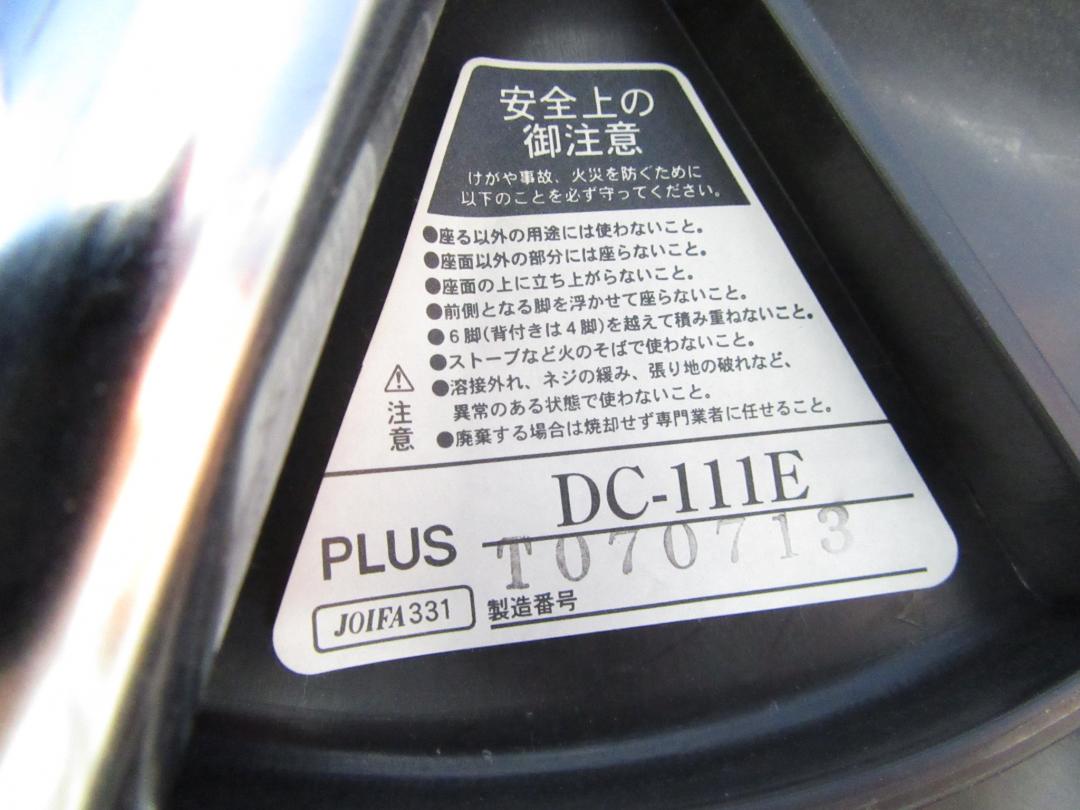 安全上の
御注意
けがや事故、火災を防ぐために
以下のことを必ず守ってください。
●座る以外の用途には使わないこと。
●座面以外の部分には座らないこと。
●座面の上に立ち上がらないこと。
●前側となる脚を浮かせて座らないこと。
●6脚(背付きは4脚)を越えて積み重ねないこと。
●ストーブなど火のそばで使わないこと。
●溶接外れ、ネジの緩み、張り地の破れなど、
異常のある状態で使わないこと。
●廃棄する場合は焼却せず専門業者に任せること。
注意
DC-111E
PLUS
T070713
JOIFA331
製造番号